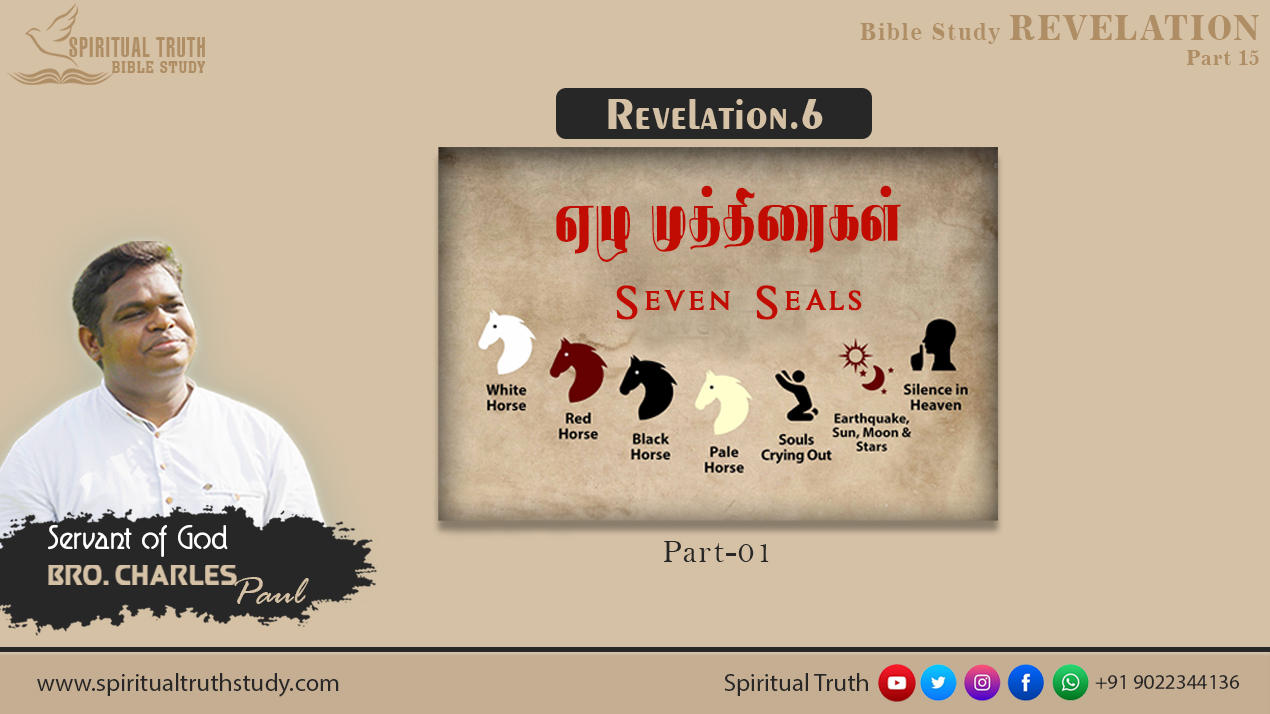 SPIRITUAL TRUTH
BIBLE STUDY
Bible Study REVELATION
Part 15
REVELATION.6
ஏழு முத்திரைகள்
SEVEN SEALS
White
Horse
Red
Horse
Black
Horse
Pale
Horse
Souls
Crying Out
Earthquake,
Sun, Moon &
Stars
Silence in
Heaven
Part-01
Servant of God
BRO. CHARLES
Paul
www.spiritualtruthstudy.com
Spiritual Truth
+91 9022344136